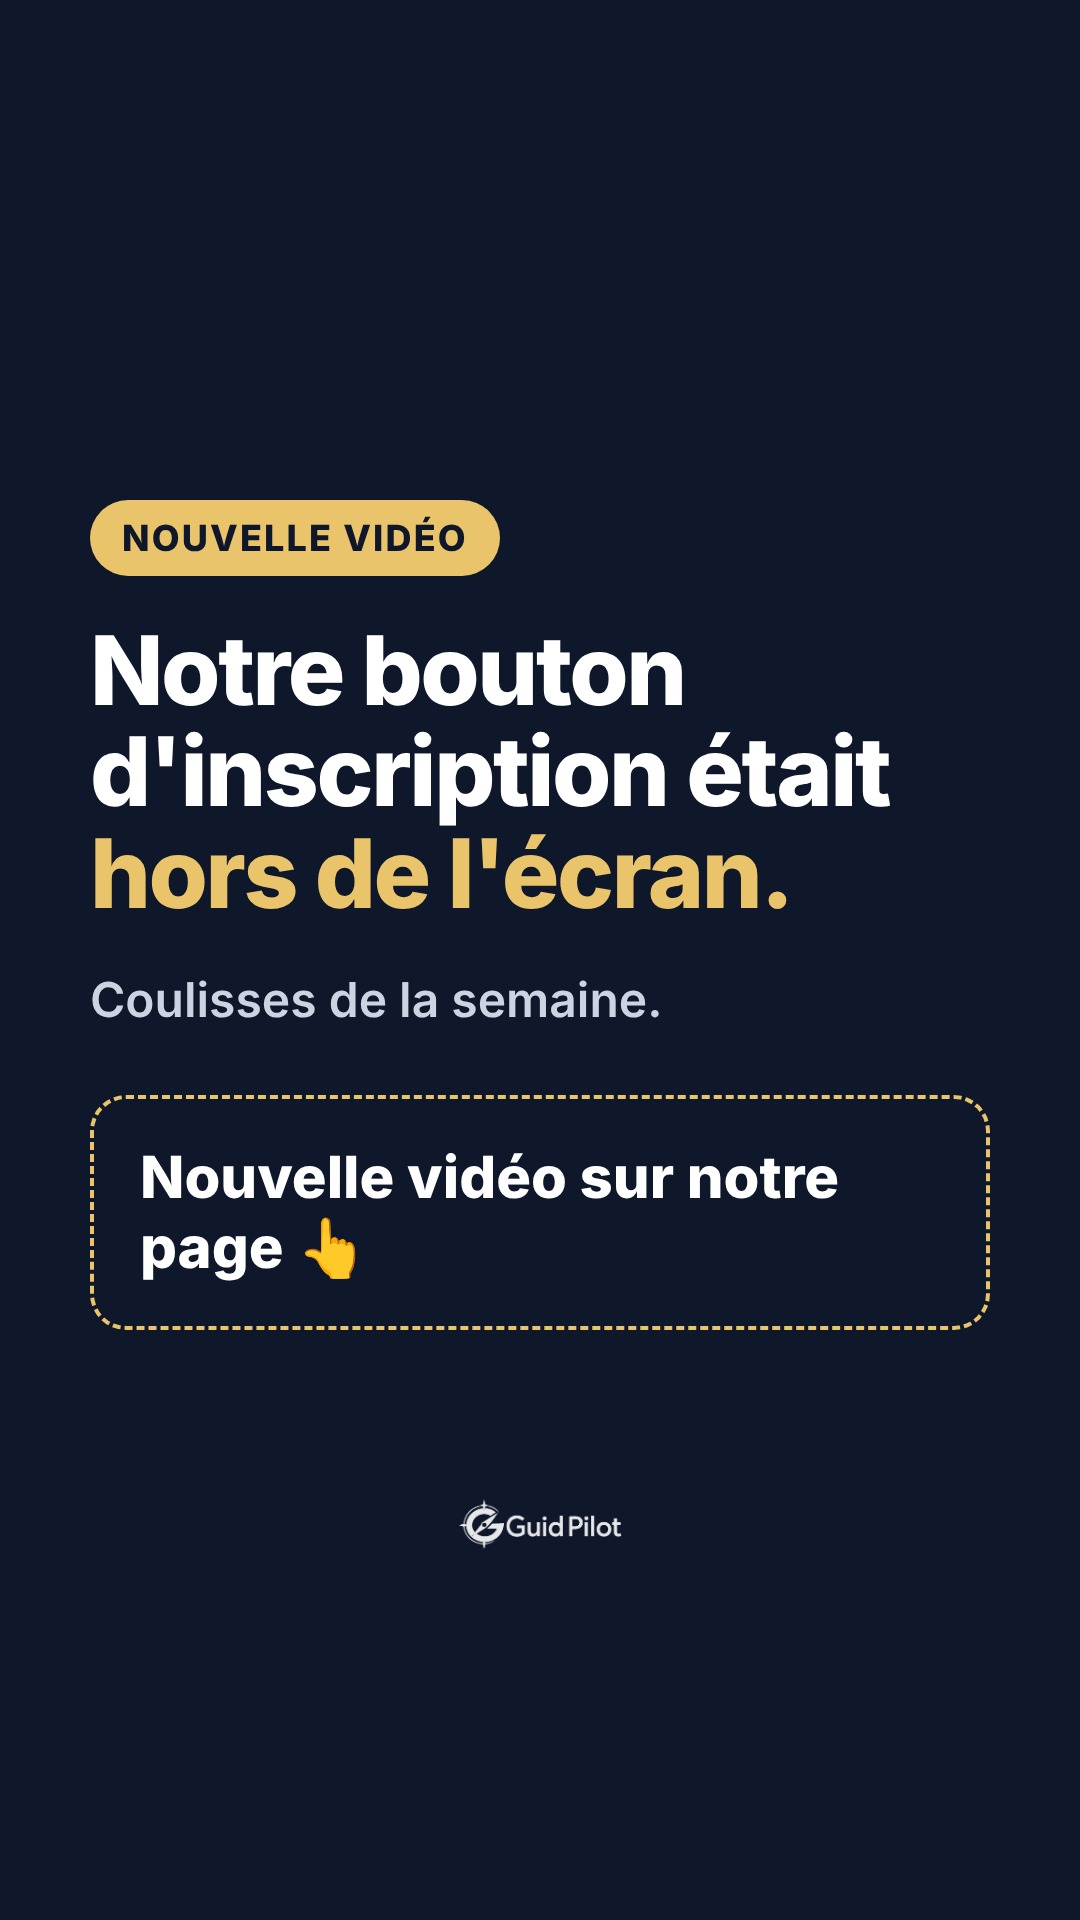 NOUVELLE VIDÉO
Notre bouton
d'inscription était
hors de l'écran.
Coulisses de la semaine.
Nouvelle vidéo sur notre
page 👆
GuidPilot